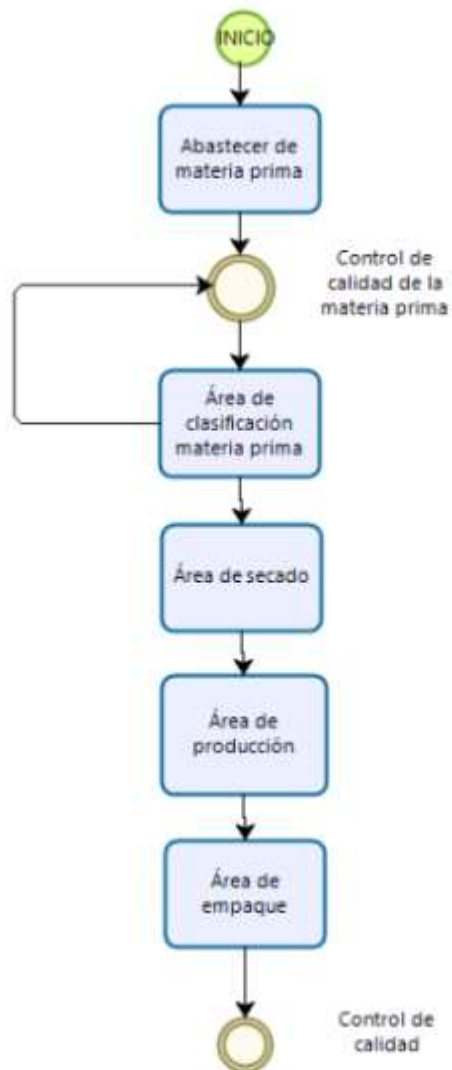 INICIO
Abastecer de
materia prima
Control de
calidad de la
materia prima
Área de
clasificación
materia prima
Área de secado
Área de
producción
Área de
empaque
Control de
calidad